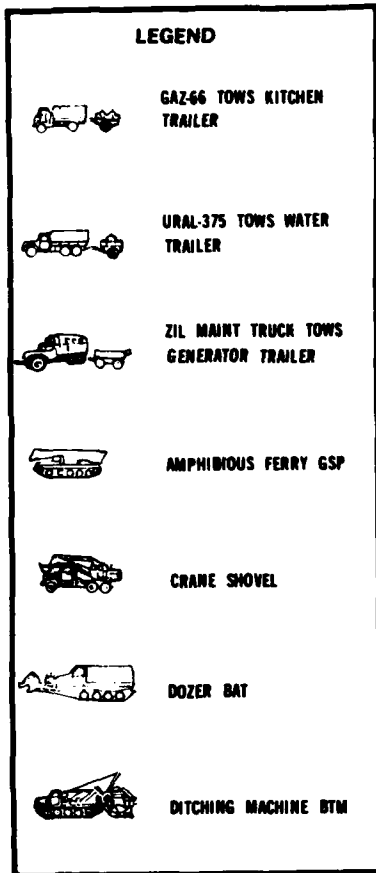 LEGEND
GAZ-66 TOWS KITCHEN
TRAILER
URAL-375 TOWS WATER
TRAILER
ZIL MAINT TRUCK TOWS
GENERATOR TRAILER
AMPHIBIOUS FERRY GSP
CRANE SHOVEL
DOZER BAT
DITCHING MACHINE BTM